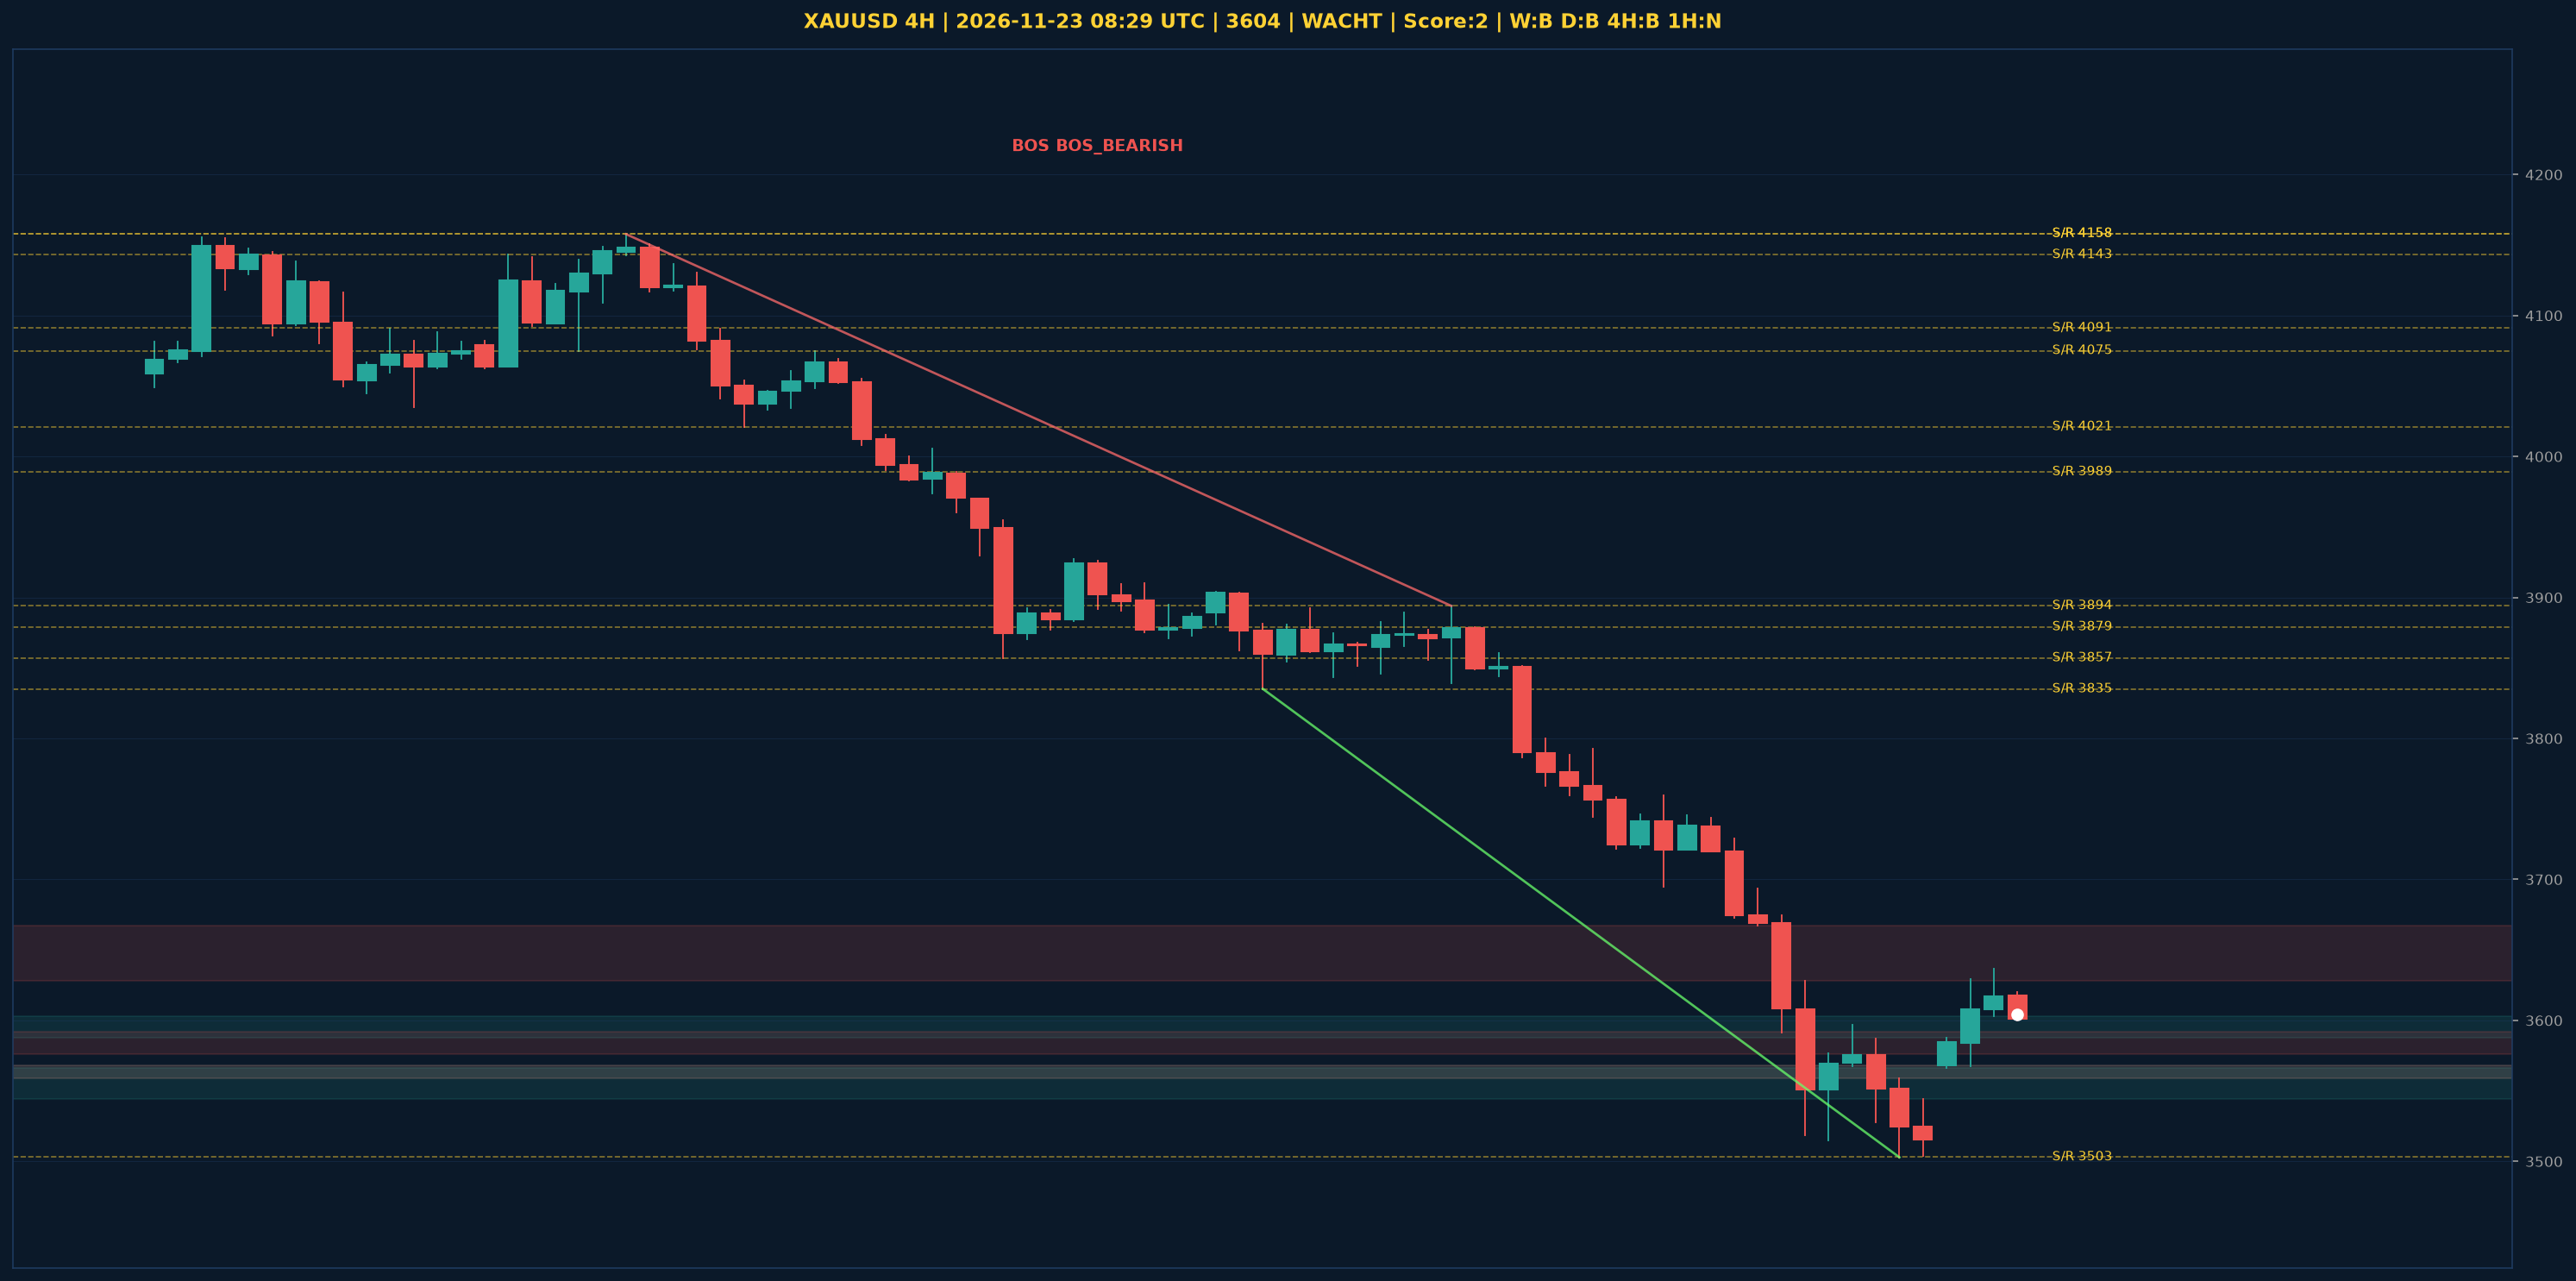 XAUUSD 4H | 2026-11-23 08:29 UTC | 3604 | WACHT | Score:2 | W:B D:B 4H:B 1H:N
BOS BOS_BEARISH
4200
S/R 4158
S/R 4143
S/R 4091
4100
S/R 4075
S/R 4021
4000
S/R 3989
3900
S/R 3894
S/R 3879
S/R 3857
S/R 3835
3800
3700
3600
S/R 3503
3500